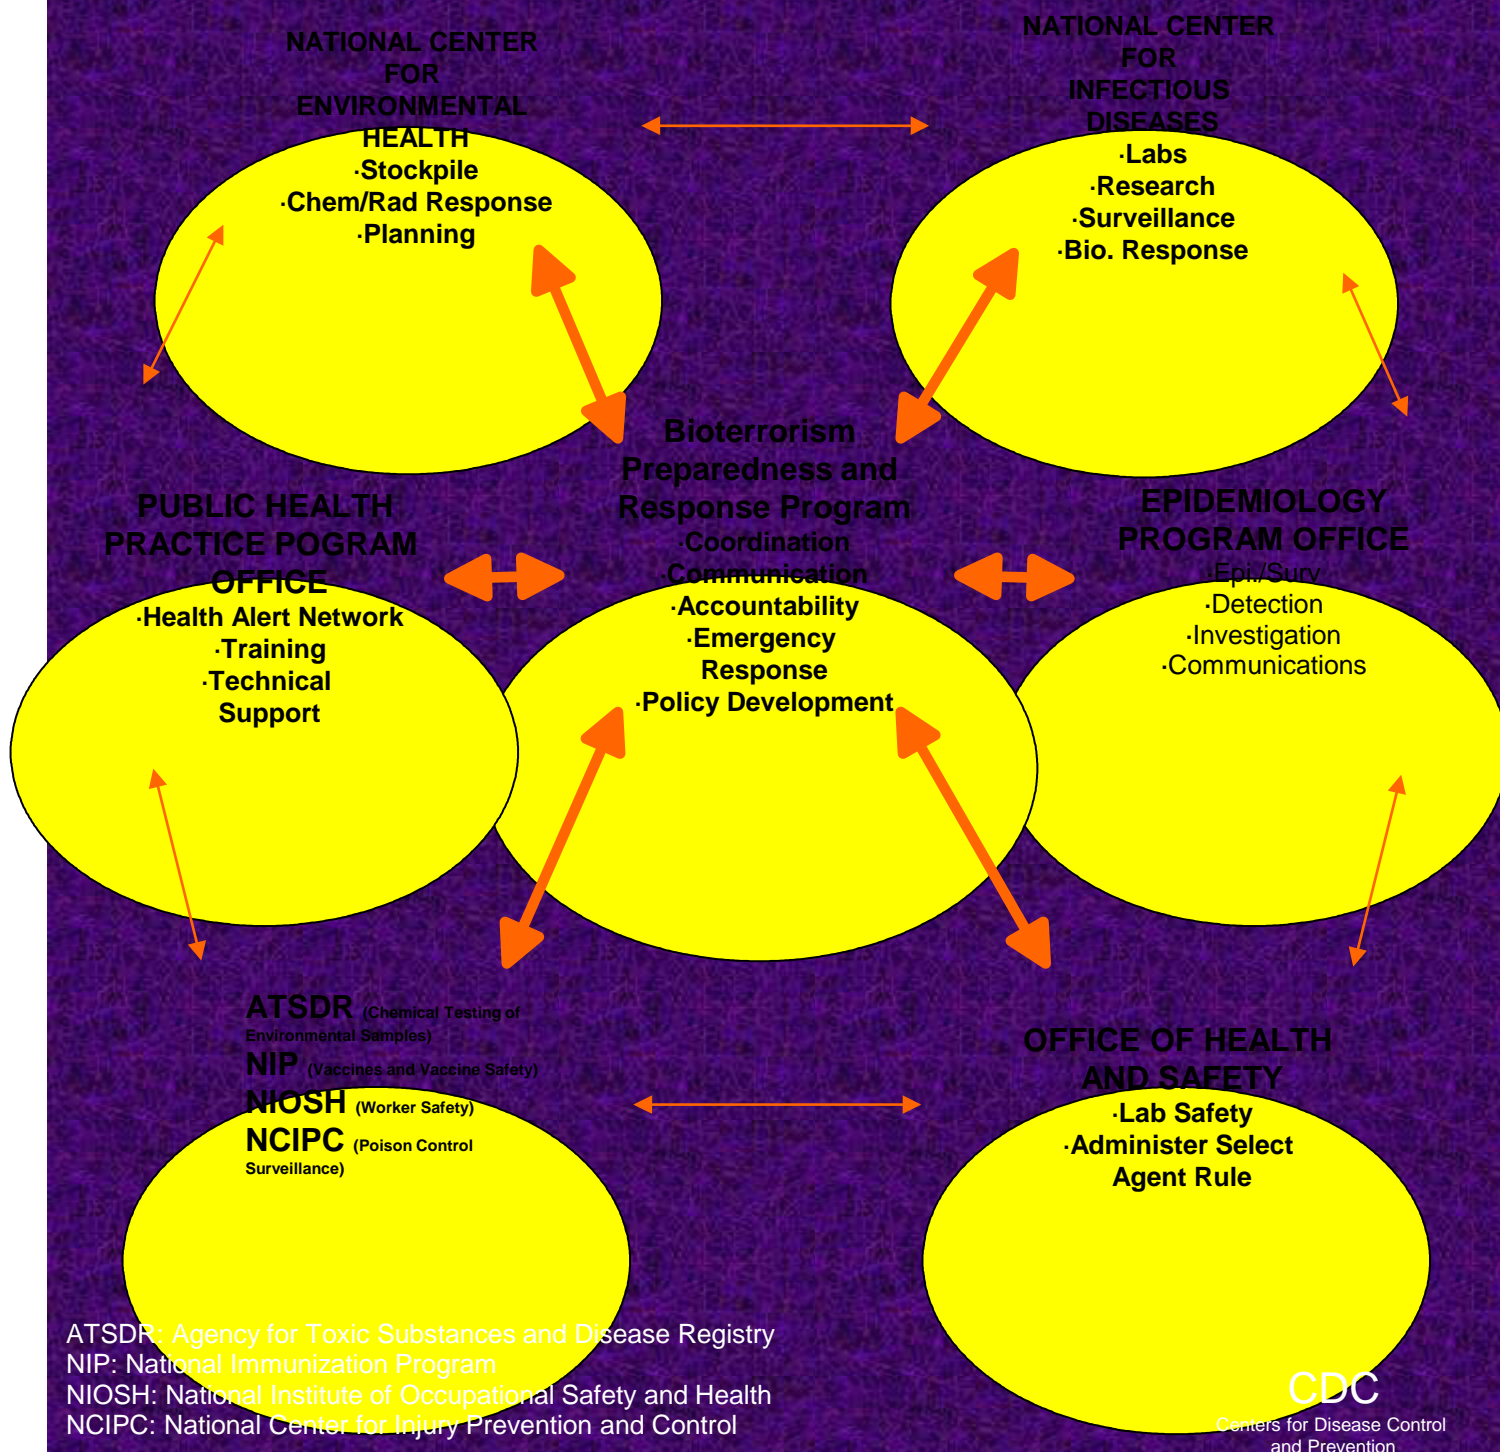 NATIONAL CENTER
FOR
ENVIRONMENTAL
HEALTH
·Stockpile
·Chem/Rad Response
·Planning
NATIONAL CENTER
FOR
INFECTIOUS
DISEASES
·Labs
·Research
·Surveillance
·Bio. Response
PUBLIC HEALTH
PRACTICE POGRAM
OFFICE
·Health Alert Network
·Training
·Technical
Support
Bioterrorism
Preparedness and
Response Program
·Coordination
·Communication
·Accountability
·Emergency
Response
·Policy Development
EPIDEMIOLOGY
PROGRAM OFFICE
·Epi./Surv
·Detection
·Investigation
·Communications
ATSDR (Chemical Testing of
Environmental Samples)
NIP (Vaccines and Vaccine Safety)
NIOSH (Worker Safety)
NCIPC (Poison Control
Surveillance)
OFFICE OF HEALTH
AND SAFETY
·Lab Safety
·Administer Select
Agent Rule
ATSDR: Agency for Toxic Substances and Disease Registry
NIP: National Immunization Program
NIOSH: National Institute of Occupational Safety and Health
NCIPC: National Center for Injury Prevention and Control
CDC
Centers for Disease Control
and Prevention